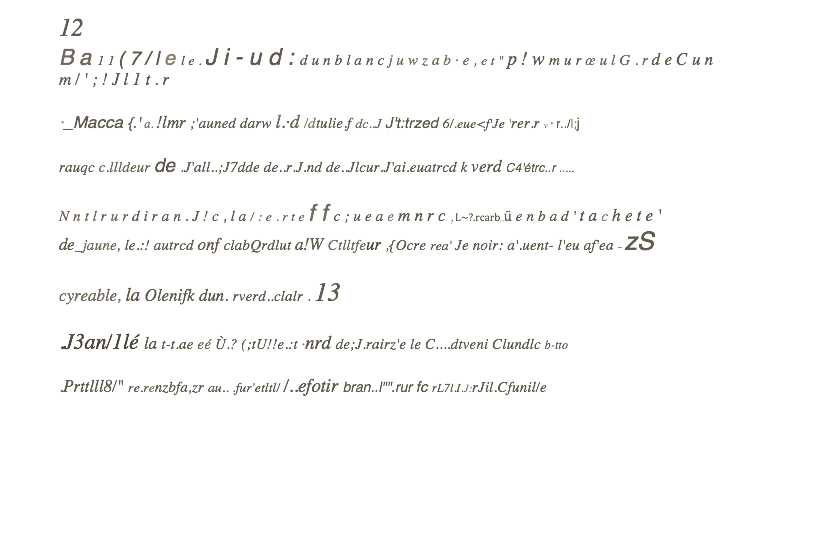 12
B a l l ( 7 / l e l e . J i - u d : d u n b l a n c j u w z a b · e , e t " p ! w m u r œ u l G . r d e C u n
m / ' ; ! J l l t . r
·_Macca {.' a. !lmr ;'auned darw l.·d /dtulie.f dc..J J't:trzed 6/.eue<f'Je 'rer.r v ' r../l;j
rauqc c.llldeur de .J'all..;J7dde de..r.J.nd de..Jlcur.J'ai.euatrcd k verd C4'étrc..r .....
N n t l r u r d i r a n . J ! c , l a / : e . r t e f f c ; u e a e m n r c , L~?.rcarb. ü e n b a d ' t a c h e t e '
de_jaune, le.:! autrcd onf clabQrdlut a!W Ctlltfeur ,{Ocre rea' Je noir: a'.uent- l'eu af'ea - zS
cyreable, la Olenifk dun. rverd..clalr . 13
.J3an/1lé la t-t.ae eé Ù.? (;tU!!e.:t ·nrd de;J.rairz'e le C....dtveni Clundlc b-tto
.Prttlll8/" re.renzbfa,zr au.. .fur'etltl/ /..efotir bran..l"''.rur fc rL7l.I.J:rJil.Cfunil/e